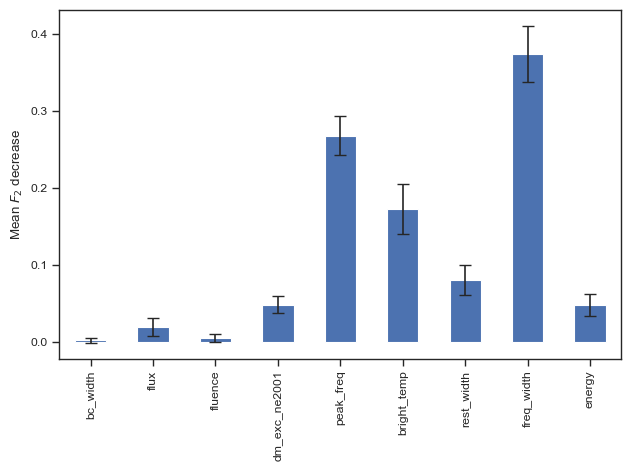 Mean F₂ decrease
0.4
0.3
0.2
0.1
0.0
bc_width
flux
fluence
dm_exc_ne2001
peak_freq
bright_temp
rest_width
freq_width
energy